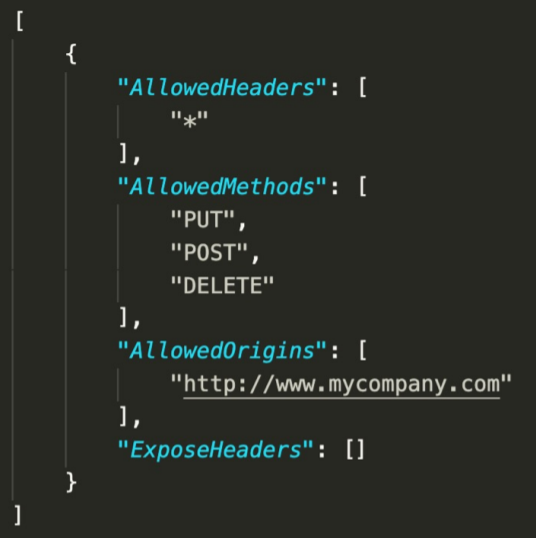 [
    {
        "AllowedHeaders": [
            "*"
        ],
        "AllowedMethods": [
            "PUT",
            "POST",
            "DELETE"
        ],
        "AllowedOrigins": [
            "http://www.mycompany.com"
        ],
        "ExposeHeaders": []
    }
]